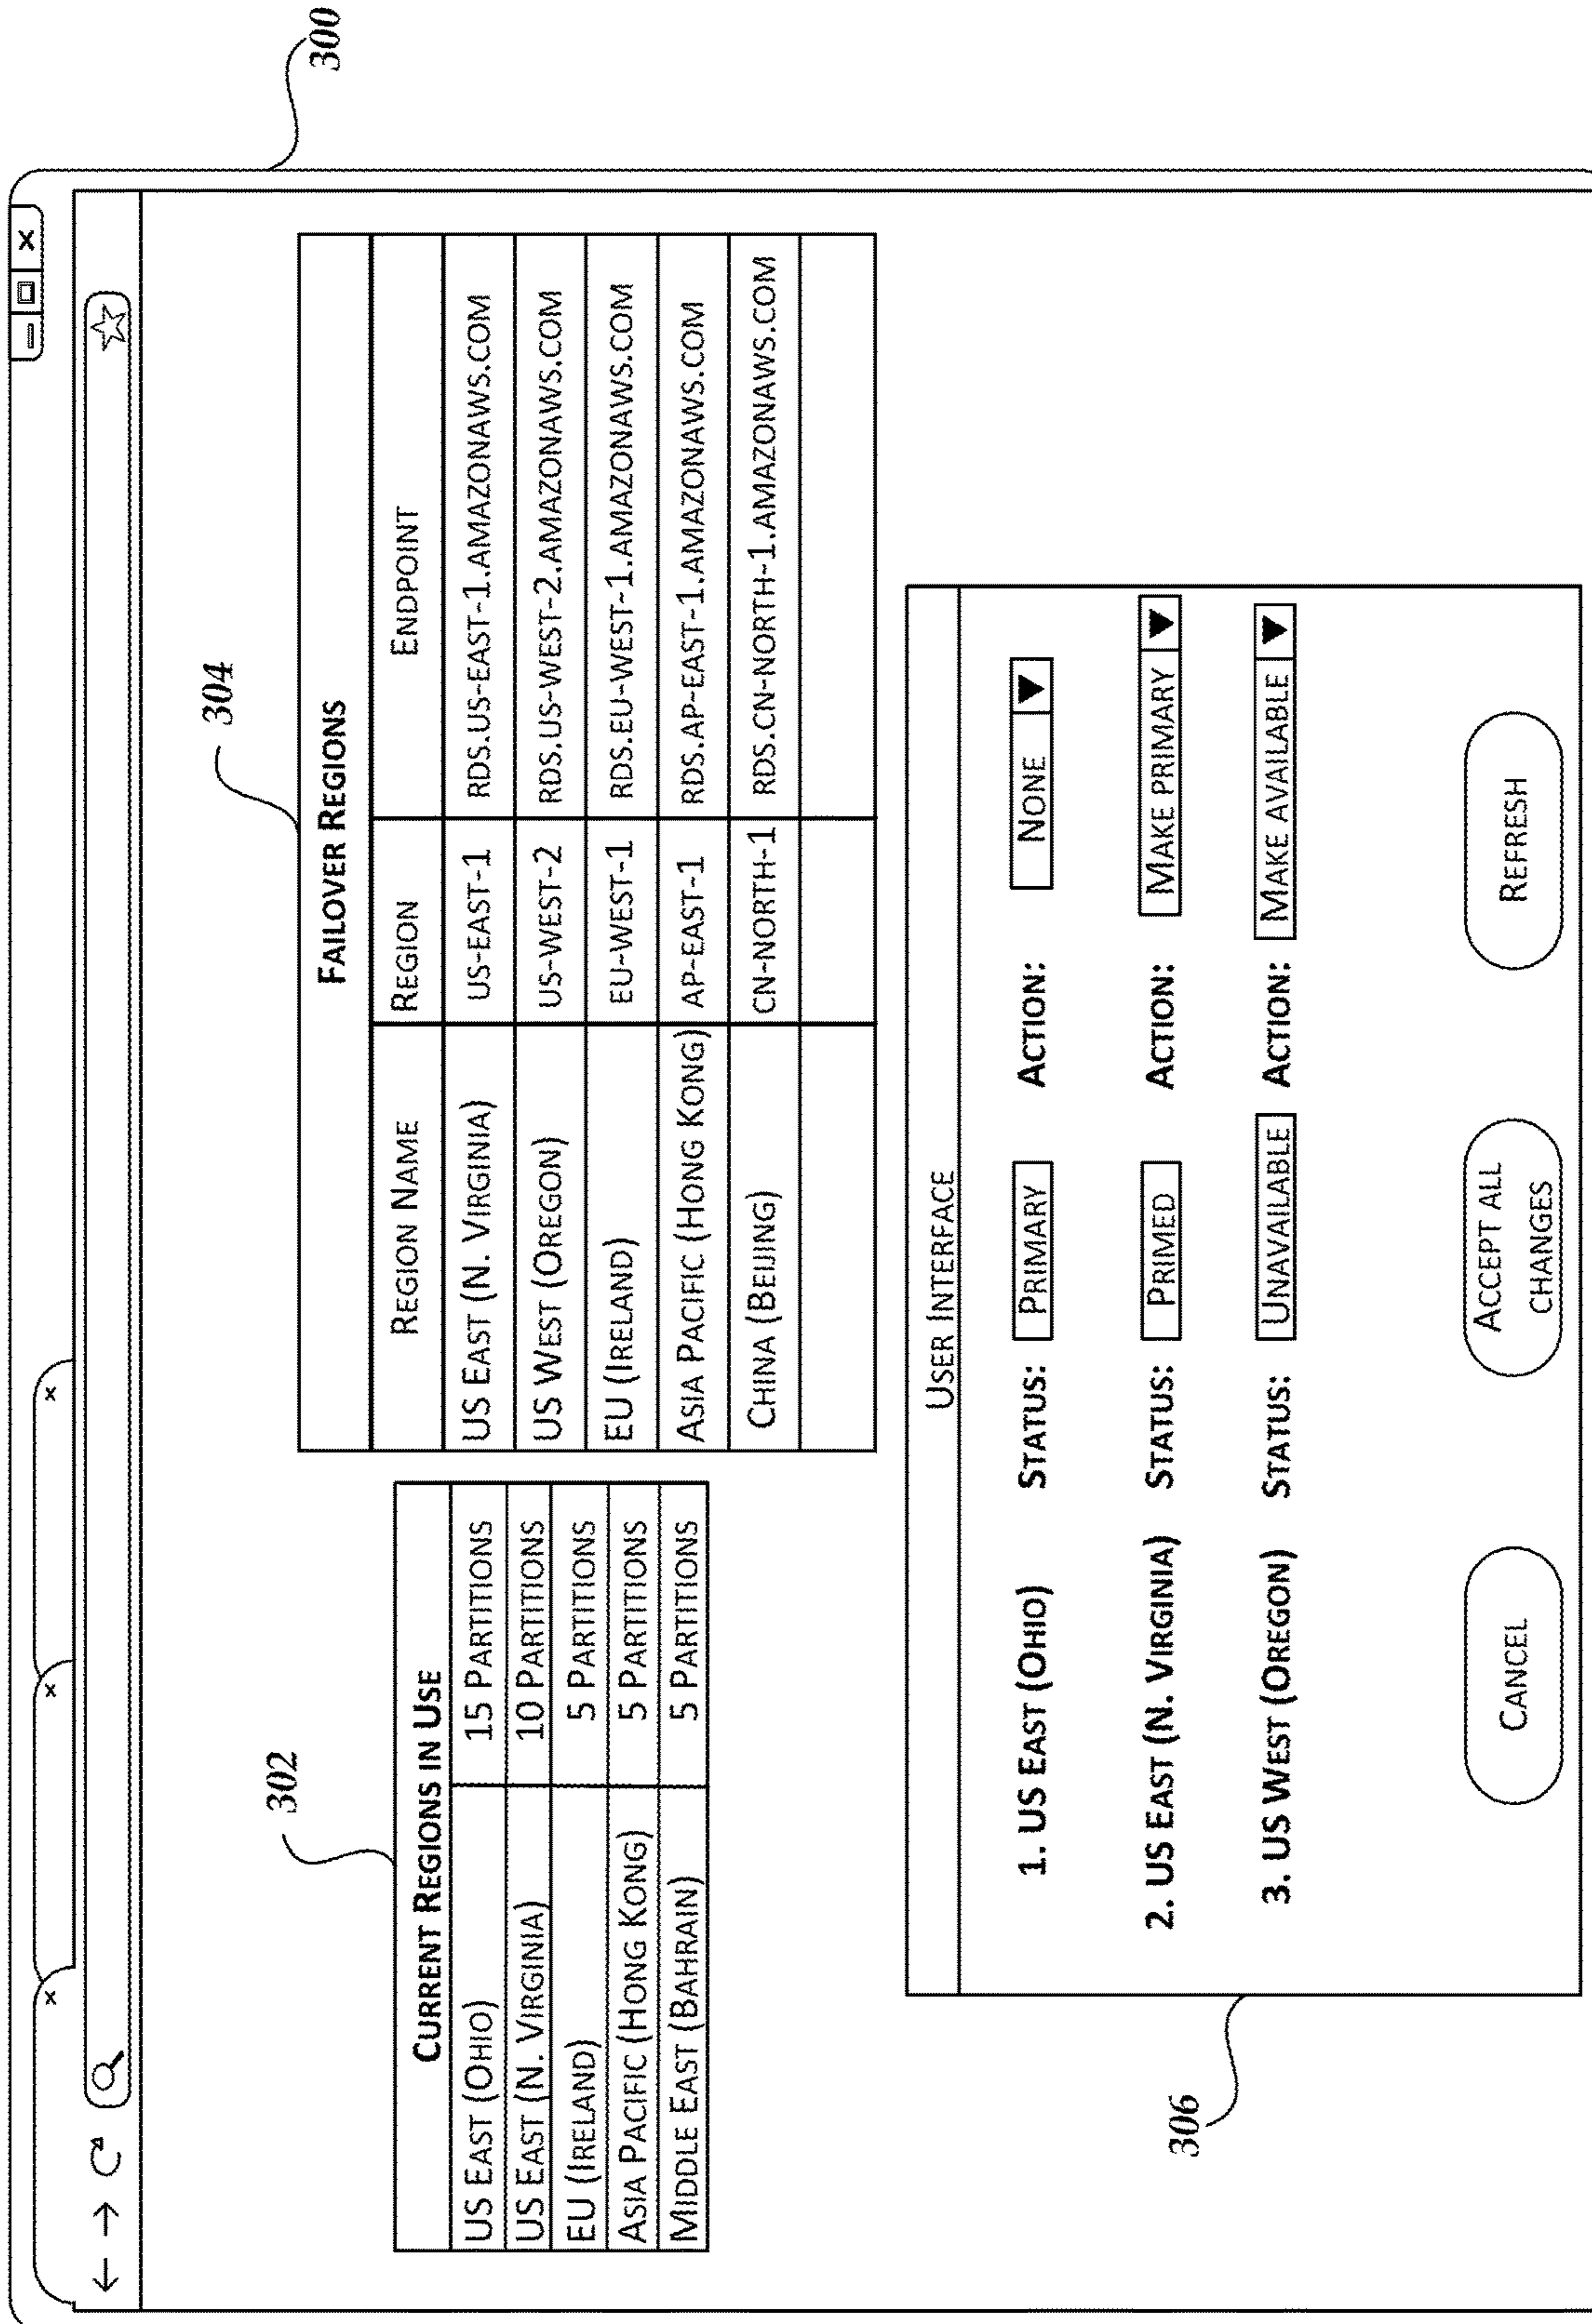 300
302
CURRENT REGIONS IN USE
US EAST (OHIO) 15 PARTITIONS
US EAST (N. VIRGINIA) 10 PARTITIONS
EU (IRELAND) 5 PARTITIONS
ASIA PACIFIC (HONG KONG) 5 PARTITIONS
MIDDLE EAST (BAHRAIN) 5 PARTITIONS
304
FAILOVER REGIONS
REGION NAME REGION ENDPOINT
US EAST (N. VIRGINIA) US-EAST-1 RDS.US-EAST-1.AMAZONAWS.COM
US WEST (OREGON) US-WEST-2 RDS.US-WEST-2.AMAZONAWS.COM
EU (IRELAND) EU-WEST-1 RDS.EU-WEST-1.AMAZONAWS.COM
ASIA PACIFIC (HONG KONG) AP-EAST-1 RDS.AP-EAST-1.AMAZONAWS.COM
CHINA (BEIJING) CN-NORTH-1 RDS.CN-NORTH-1.AMAZONAWS.COM
306
USER INTERFACE
1. US EAST (OHIO) STATUS: PRIMARY ACTION: NONE
2. US EAST (N. VIRGINIA) STATUS: PRIMED ACTION: MAKE PRIMARY
3. US WEST (OREGON) STATUS: UNAVAILABLE ACTION: MAKE AVAILABLE
CANCEL
ACCEPT ALL
CHANGES
REFRESH